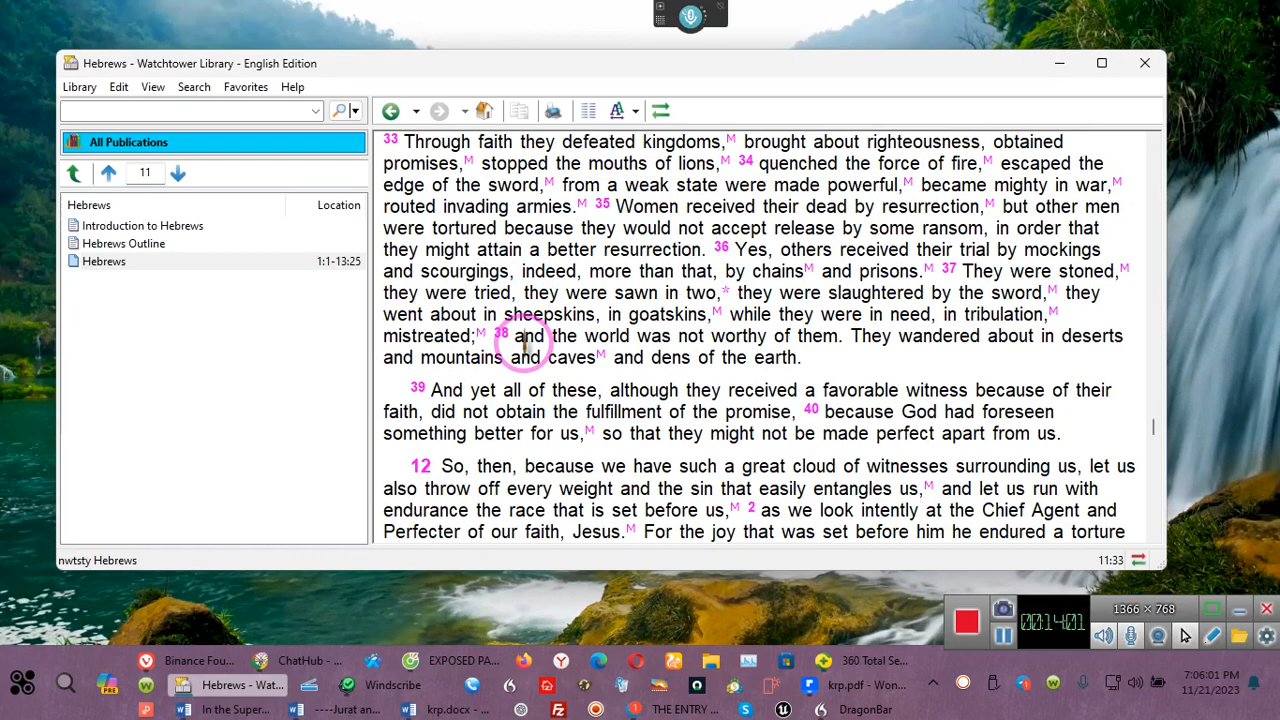 Hebrews - Watchtower Library - English Edition
Library Edit View Search Favorites Help
All Publications
11
Hebrews Location
Introduction to Hebrews
Hebrews Outline
Hebrews 1:1-13:25
33 Through faith they defeated kingdoms,M brought about righteousness, obtained
promises,M stopped the mouths of lions,M 34 quenched the force of fire,M escaped the
edge of the sword,M from a weak state were made powerful,M became mighty in war,M
routed invading armies.M 35 Women received their dead by resurrection,M but other men
were tortured because they would not accept release by some ransom, in order that
they might attain a better resurrection. 36 Yes, others received their trial by mockings
and scourgings, indeed, more than that, by chainsM and prisons.M 37 They were stoned,M
they were tried, they were sawn in two,* they were slaughtered by the sword,M they
went about in sheepskins, in goatskins,M while they were in need, in tribulation,M
mistreated;M 38 and the world was not worthy of them. They wandered about in deserts
and mountains and cavesM and dens of the earth.
39 And yet all of these, although they received a favorable witness because of their
faith, did not obtain the fulfillment of the promise, 40 because God had foreseen
something better for us,M so that they might not be made perfect apart from us.
12 So, then, because we have such a great cloud of witnesses surrounding us, let us
also throw off every weight and the sin that easily entangles us,M and let us run with
endurance the race that is set before us,M 2 as we look intently at the Chief Agent and
Perfecter of our faith, Jesus.M For the joy that was set before him he endured a torture
nwtsty Hebrews 11:33
1366 × 768
00:14:01
Binance Fou... ChatHub - ... EXPOSED PA... 360 Total Se...
PRE Hebrews - Wat... Windscribe krp.pdf - Won...
In the Super... ----Jurat an... krp.docx - ... THE ENTRY ... DragonBar
7:06:01 PM
11/21/2023